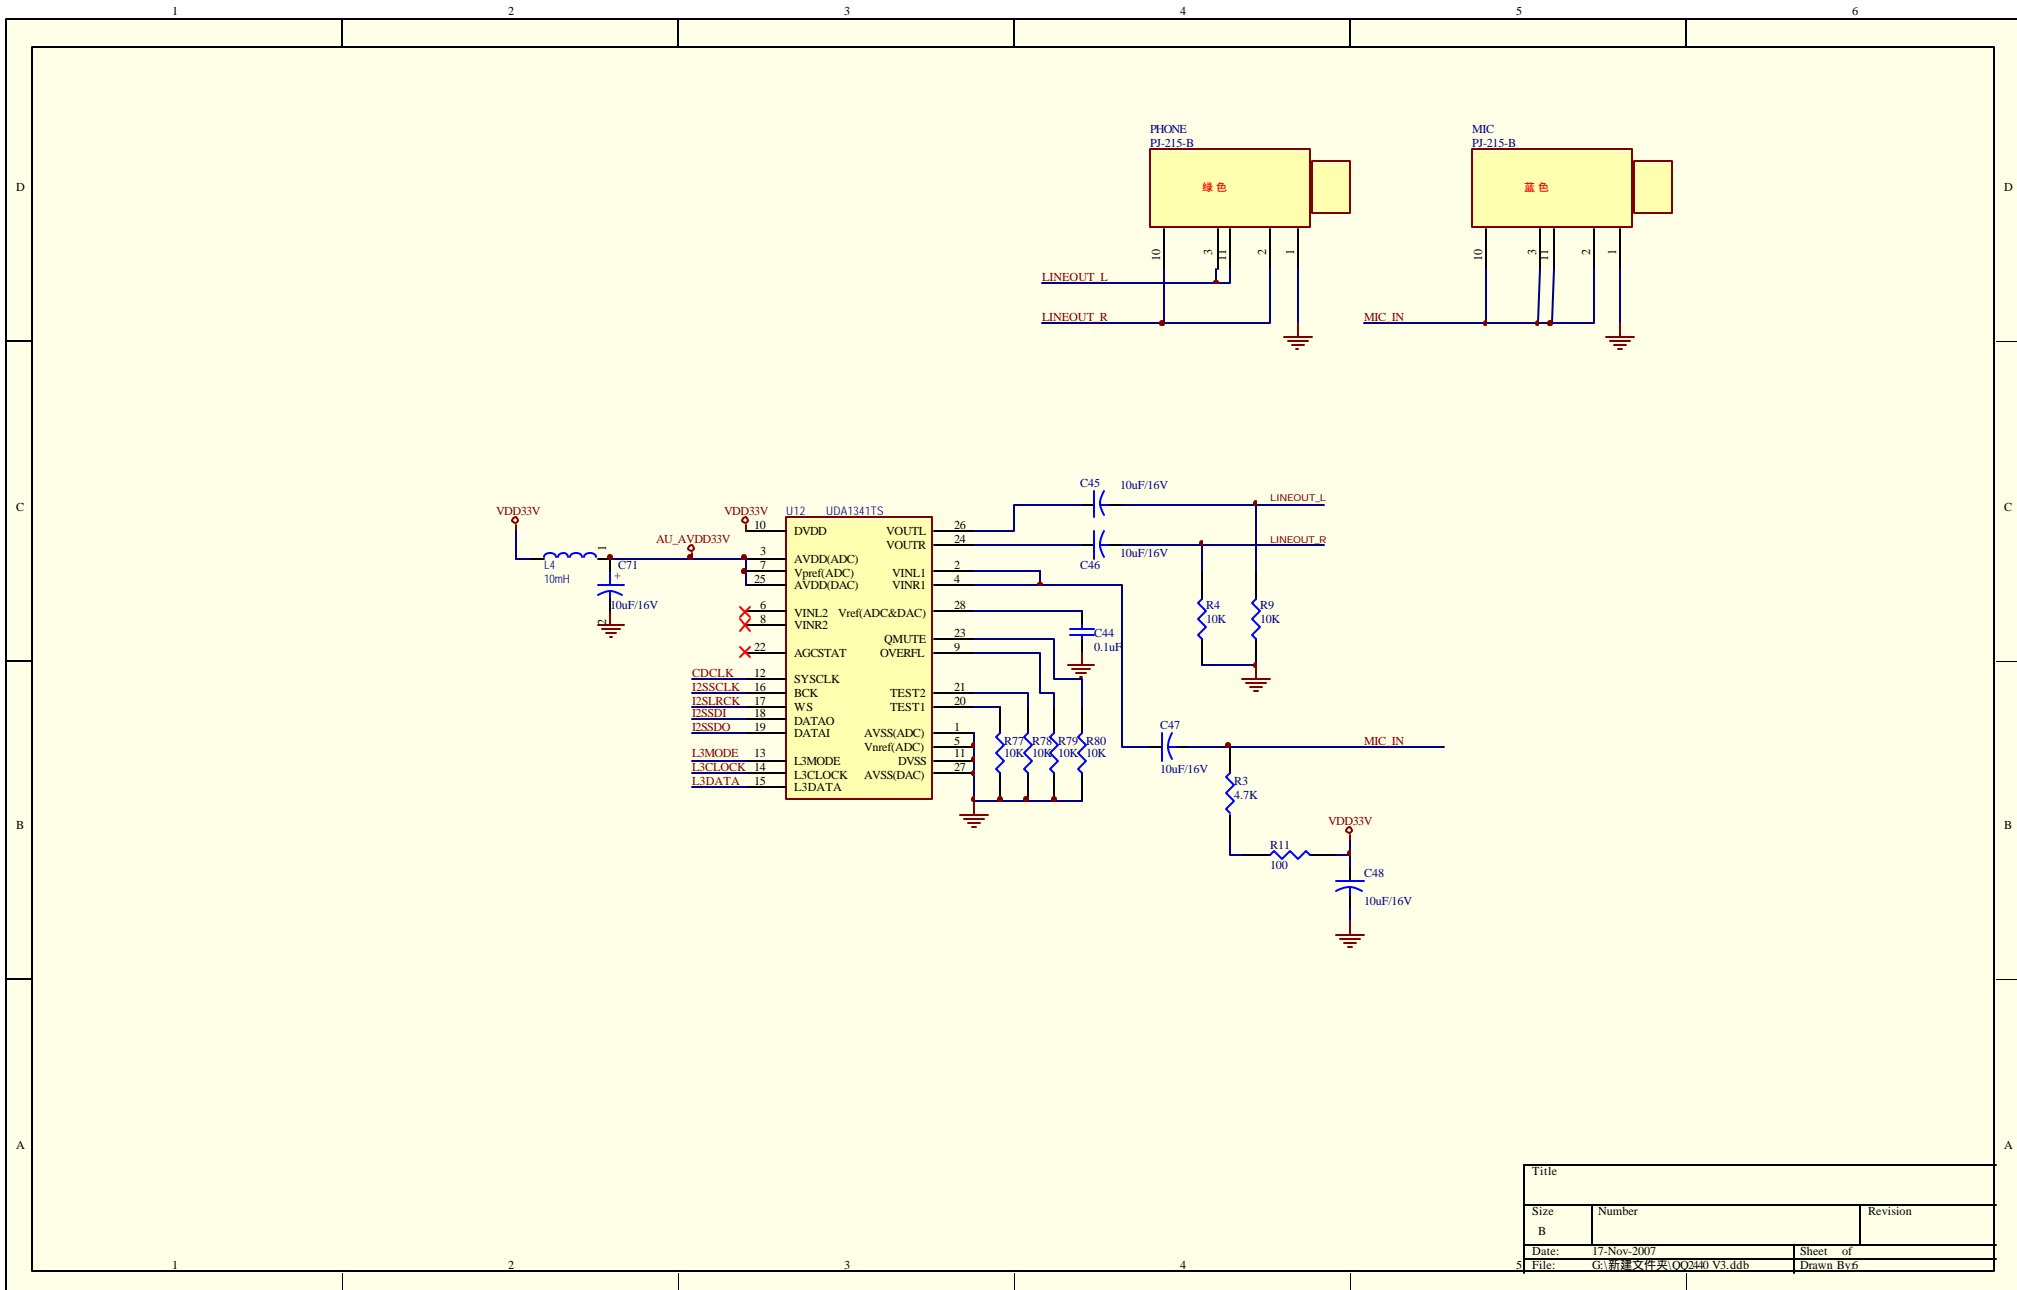 1 2 3 4 5 6
D D
PHONE
PJ-215-B
绿色
10 3 11 2 1
LINEOUT_L
LINEOUT_R
MIC
PJ-215-B
蓝色
10 3 11 2 1
MIC_IN
C C
VDD33V
L4
10mH
1
C71
+
10uF/16V
2
AU_AVDD33V
VDD33V
U12 UDA1341TS
10 DVDD
3 AVDD(ADC)
7 Vpref(ADC)
25 AVDD(DAC)
6 VINL2
8 VINR2
22 AGCSTAT
CDCLK 12 SYSCLK
I2SSCLK 16 BCK
I2SLRCK 17 WS
I2SSDI 18 DATAO
I2SSDO 19 DATAI
L3MODE 13 L3MODE
L3CLOCK 14 L3CLOCK
L3DATA 15 L3DATA
VOUTL 26
VOUTR 24
VINL1 2
VINR1 4
Vref(ADC&DAC) 28
QMUTE 23
OVERFL 9
TEST2 21
TEST1 20
AVSS(ADC) 1
Vnref(ADC) 5
DVSS 11
AVSS(DAC) 27
C45 10uF/16V
LINEOUT_L
C46 10uF/16V
LINEOUT_R
R4
10K
R9
10K
C44
0.1uF
R77 R78 R79 R80
10K 10K 10K 10K
C47
10uF/16V
MIC_IN
R3
4.7K
R11
100
VDD33V
C48
10uF/16V
B B
A A
Title
Size Number Revision
B
Date: 17-Nov-2007 Sheet of
File: G:\新建文件夹\QQ2440 V3.ddb Drawn By:
1 2 3 4 5 6